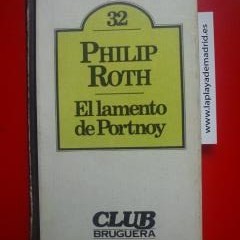 32
PHILIP
ROTH
El lamento
de Portnoy
CLUB
BRUGUERA
www.laplayademadrid.es